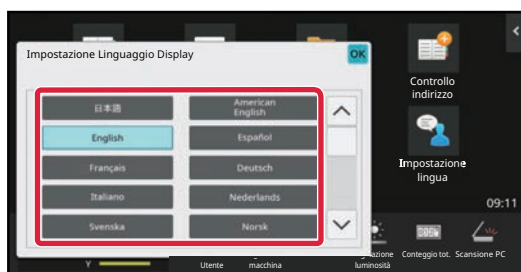 Impostazione Linguaggio Display
OK
日本語
American
English
English
Español
Français
Deutsch
Italiano
Nederlands
Svenska
Norsk
Controllo
indirizzo
Impostazione
lingua
09:11
Y
Utente
macchina
luminosità
Conteggio tot.
Scansione PC